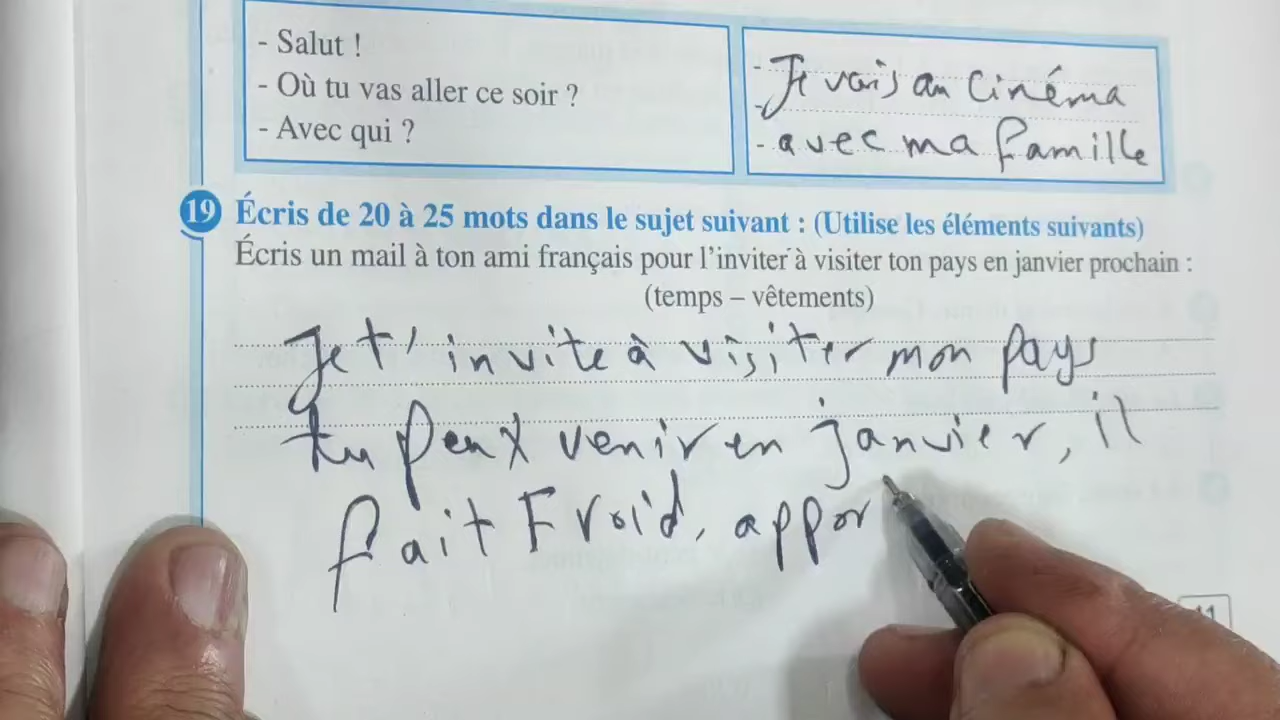 - Salut !
- Où tu vas aller ce soir ?
- Avec qui ?
- Je vais au cinéma
- avec ma famille
19 Écris de 20 à 25 mots dans le sujet suivant : (Utilise les éléments suivants)
Écris un mail à ton ami français pour l'inviter à visiter ton pays en janvier prochain :
(temps – vêtements)
Je t'invite à visiter mon pays
tu peux venir en janvier, il
fait Froid, appor